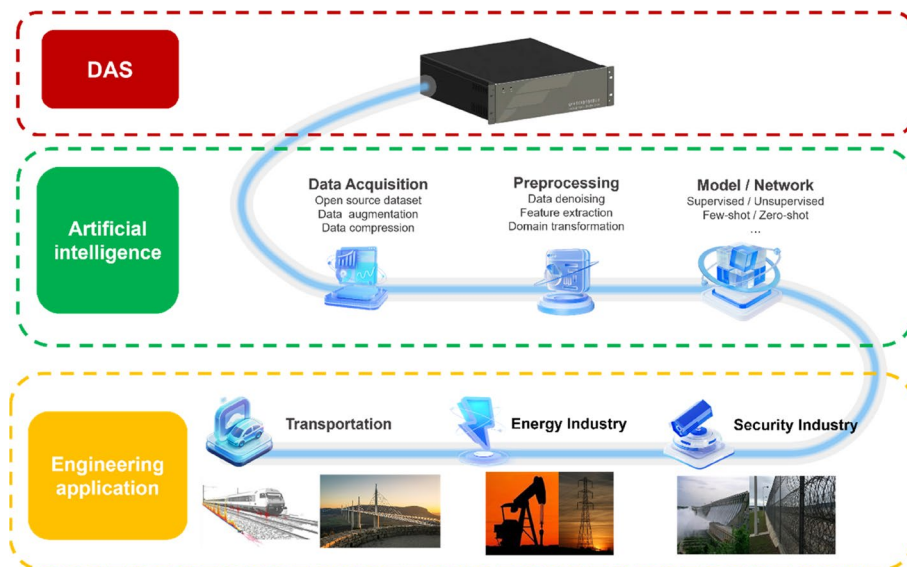 DAS
Artificial
intelligence
Data Acquisition
Open source dataset
Data augmentation
Data compression
Preprocessing
Data denoising
Feature extraction
Domain transformation
Model / Network
Supervised / Unsupervised
Few-shot / Zero-shot
...
Engineering
application
Transportation
Energy Industry
Security Industry